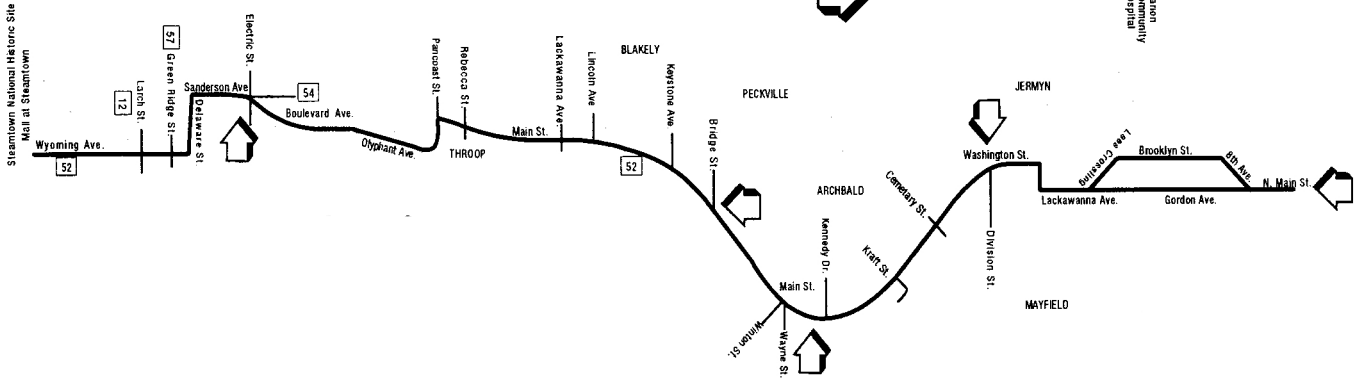 Steamtown National Historic Site
Mall at Steamtown
Wyoming Ave.
52
12
Larch St.
57
Green Ridge St.
Delaware St.
Sanderson Ave
Electric St.
54
Boulevard Ave.
Olyphant Ave.
Pancoast St.
Rebecca St.
THROOP
Main St.
Lackawanna Ave.
Lincoln Ave
BLAKELY
52
Keystone Ave.
Bridge St.
PECKVILLE
Main St.
Winton St.
Wayne St.
Kennedy Dr.
ARCHBALD
Kraft St.
Cemetary St.
Washington St.
Division St.
JERMYN
MAYFIELD
Lackawanna Ave.
Lees Crossing
Brooklyn St.
8th Ave.
Gordon Ave.
N. Main St.